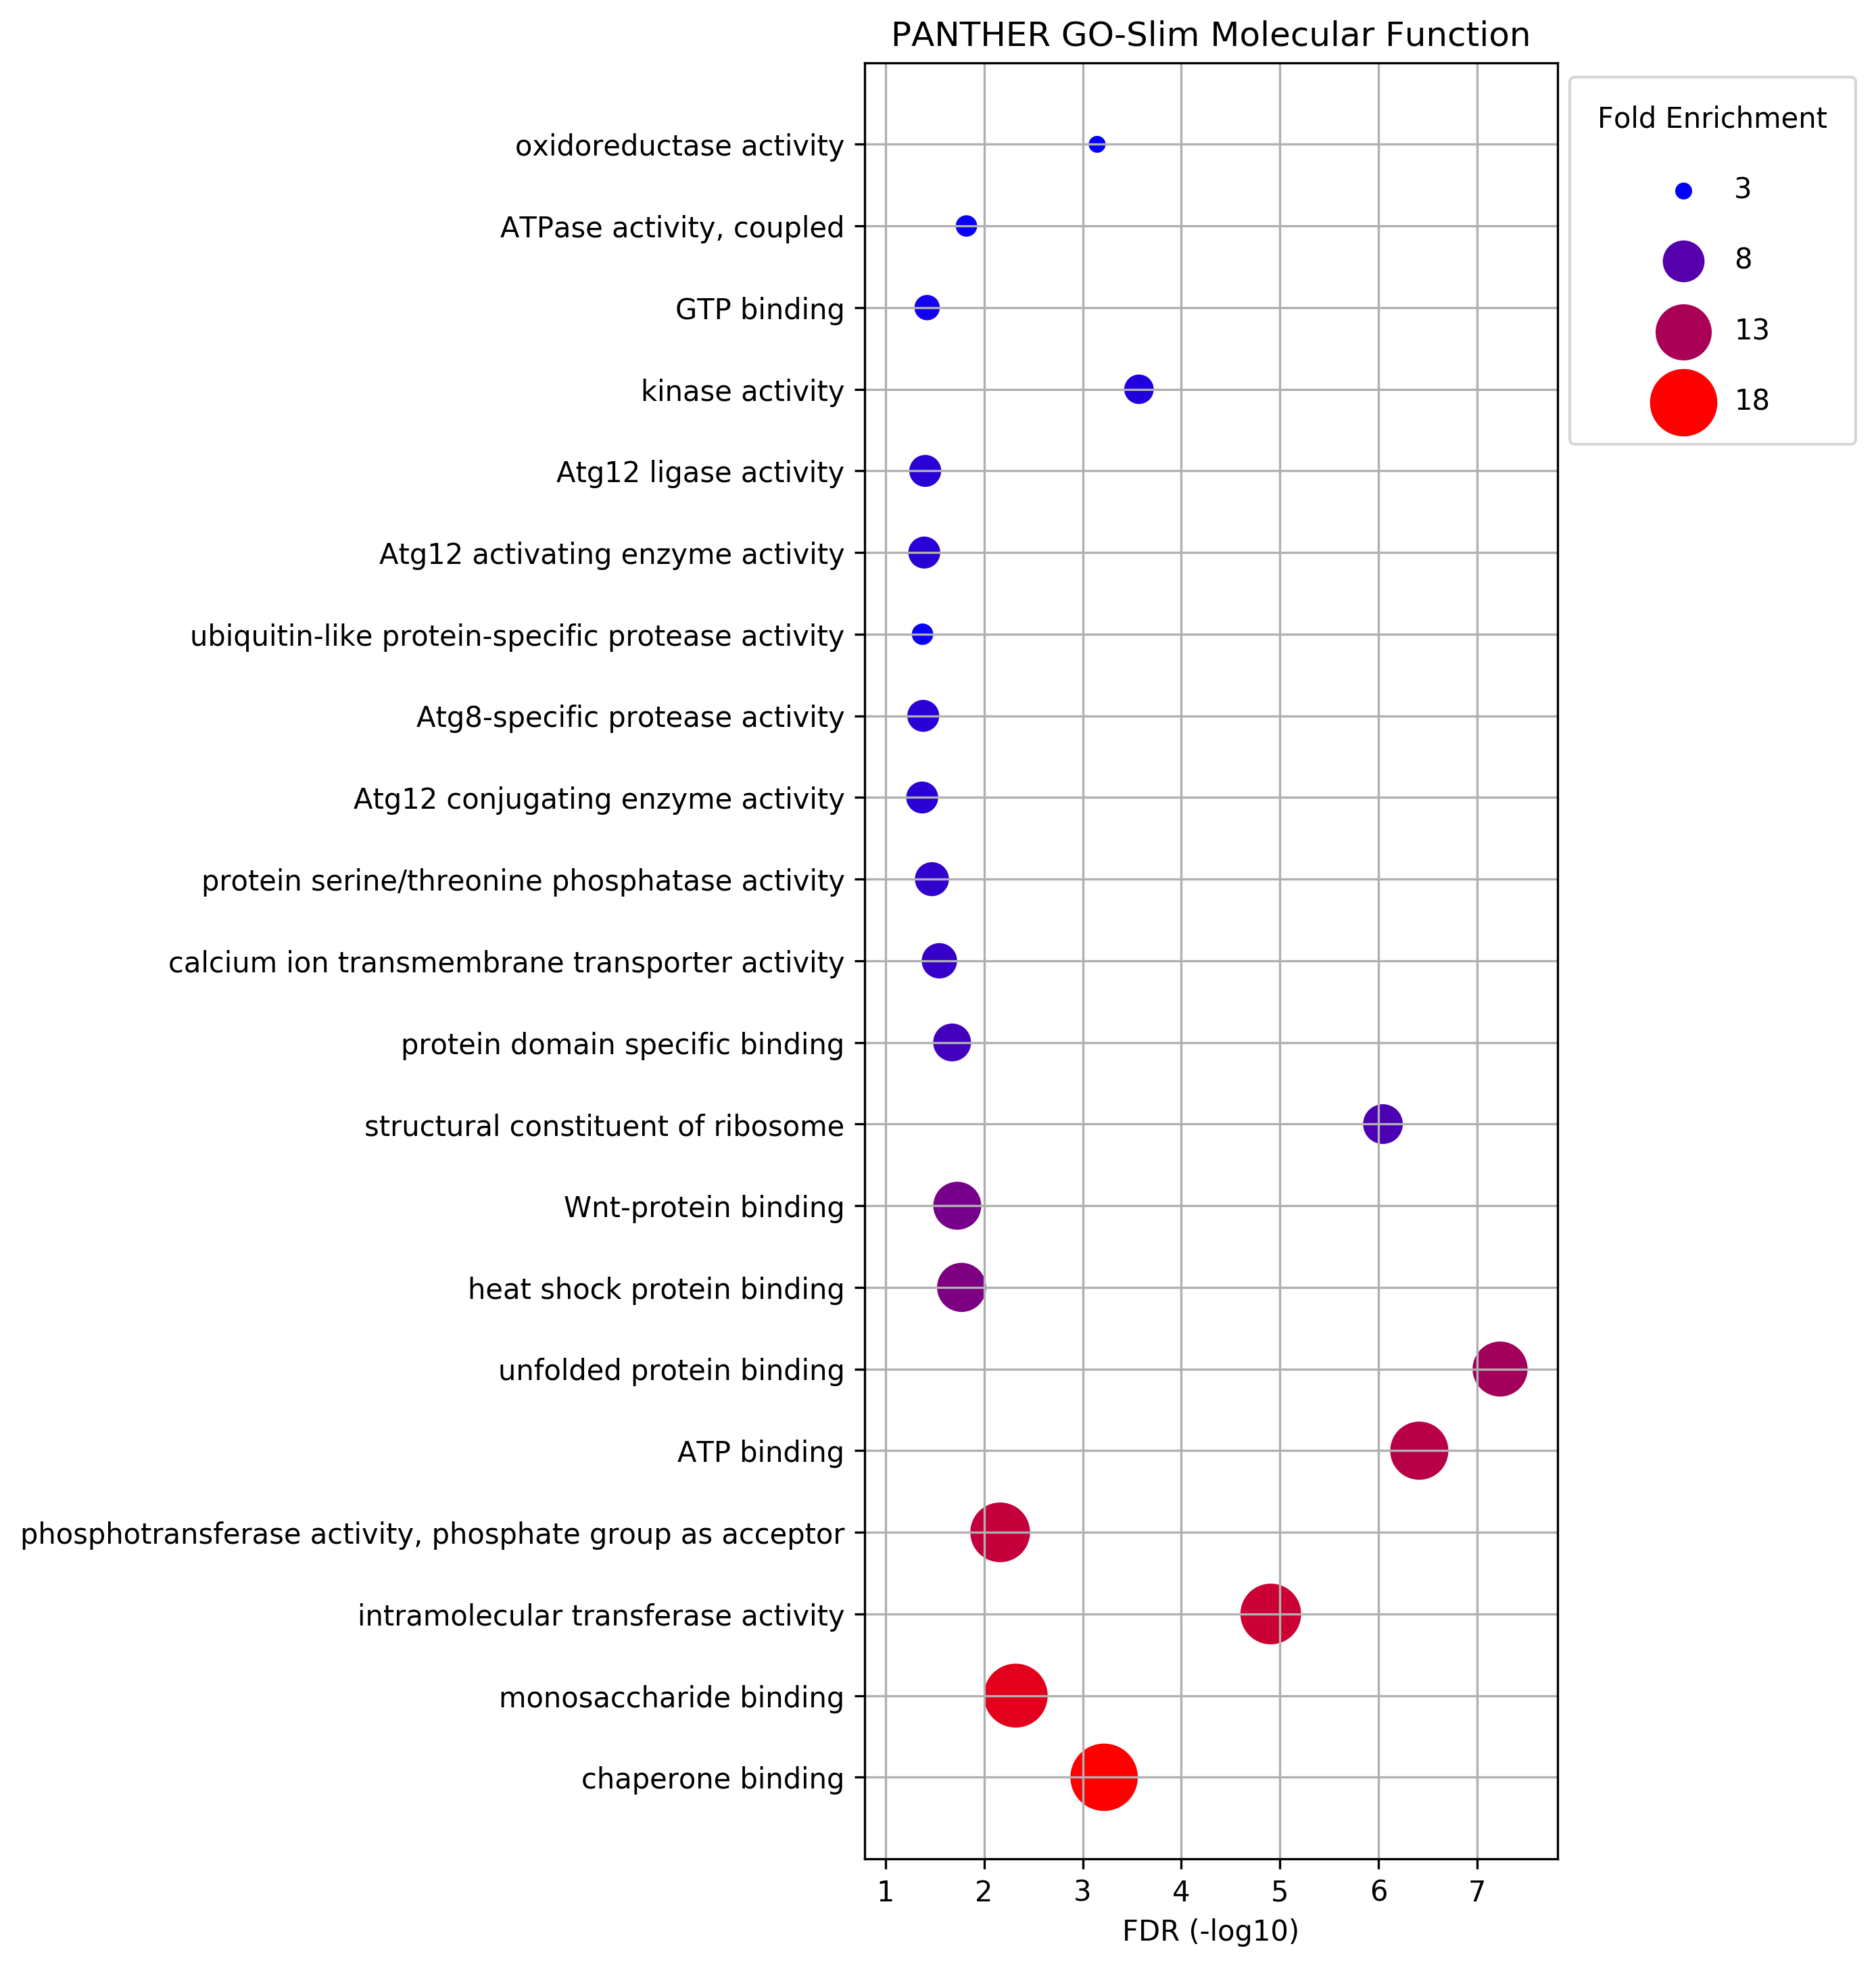 PANTHER GO-Slim Molecular Function
Fold Enrichment
3
8
13
18
oxidoreductase activity
ATPase activity, coupled
GTP binding
kinase activity
Atg12 ligase activity
Atg12 activating enzyme activity
ubiquitin-like protein-specific protease activity
Atg8-specific protease activity
Atg12 conjugating enzyme activity
protein serine/threonine phosphatase activity
calcium ion transmembrane transporter activity
protein domain specific binding
structural constituent of ribosome
Wnt-protein binding
heat shock protein binding
unfolded protein binding
ATP binding
phosphotransferase activity, phosphate group as acceptor
intramolecular transferase activity
monosaccharide binding
chaperone binding
1 2 3 4 5 6 7
FDR (-log10)